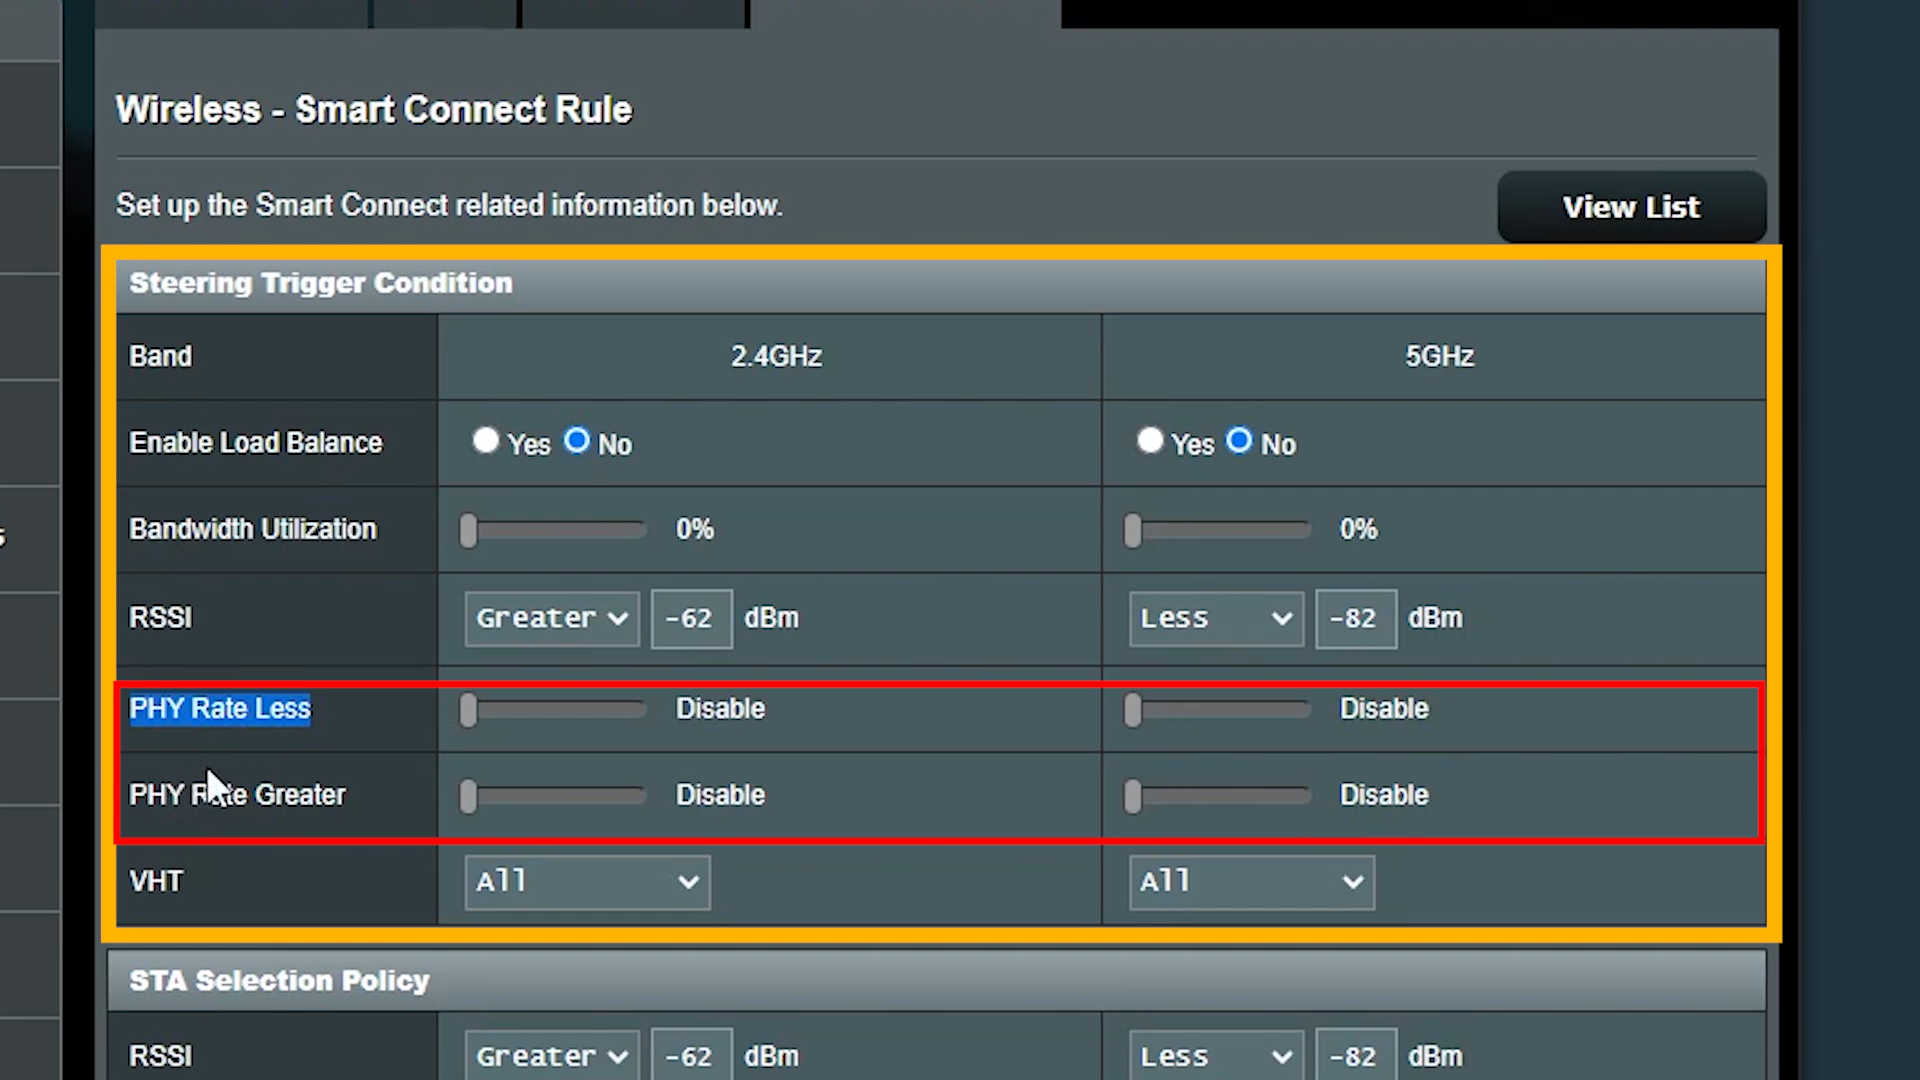 Wireless - Smart Connect Rule
Set up the Smart Connect related information below.
View List
Steering Trigger Condition
Band 2.4GHz 5GHz
Enable Load Balance Yes No Yes No
Bandwidth Utilization 0% 0%
RSSI Greater -62 dBm Less -82 dBm
PHY Rate Less Disable Disable
PHY Rate Greater Disable Disable
VHT All All
STA Selection Policy
RSSI Greater -62 dBm Less -82 dBm